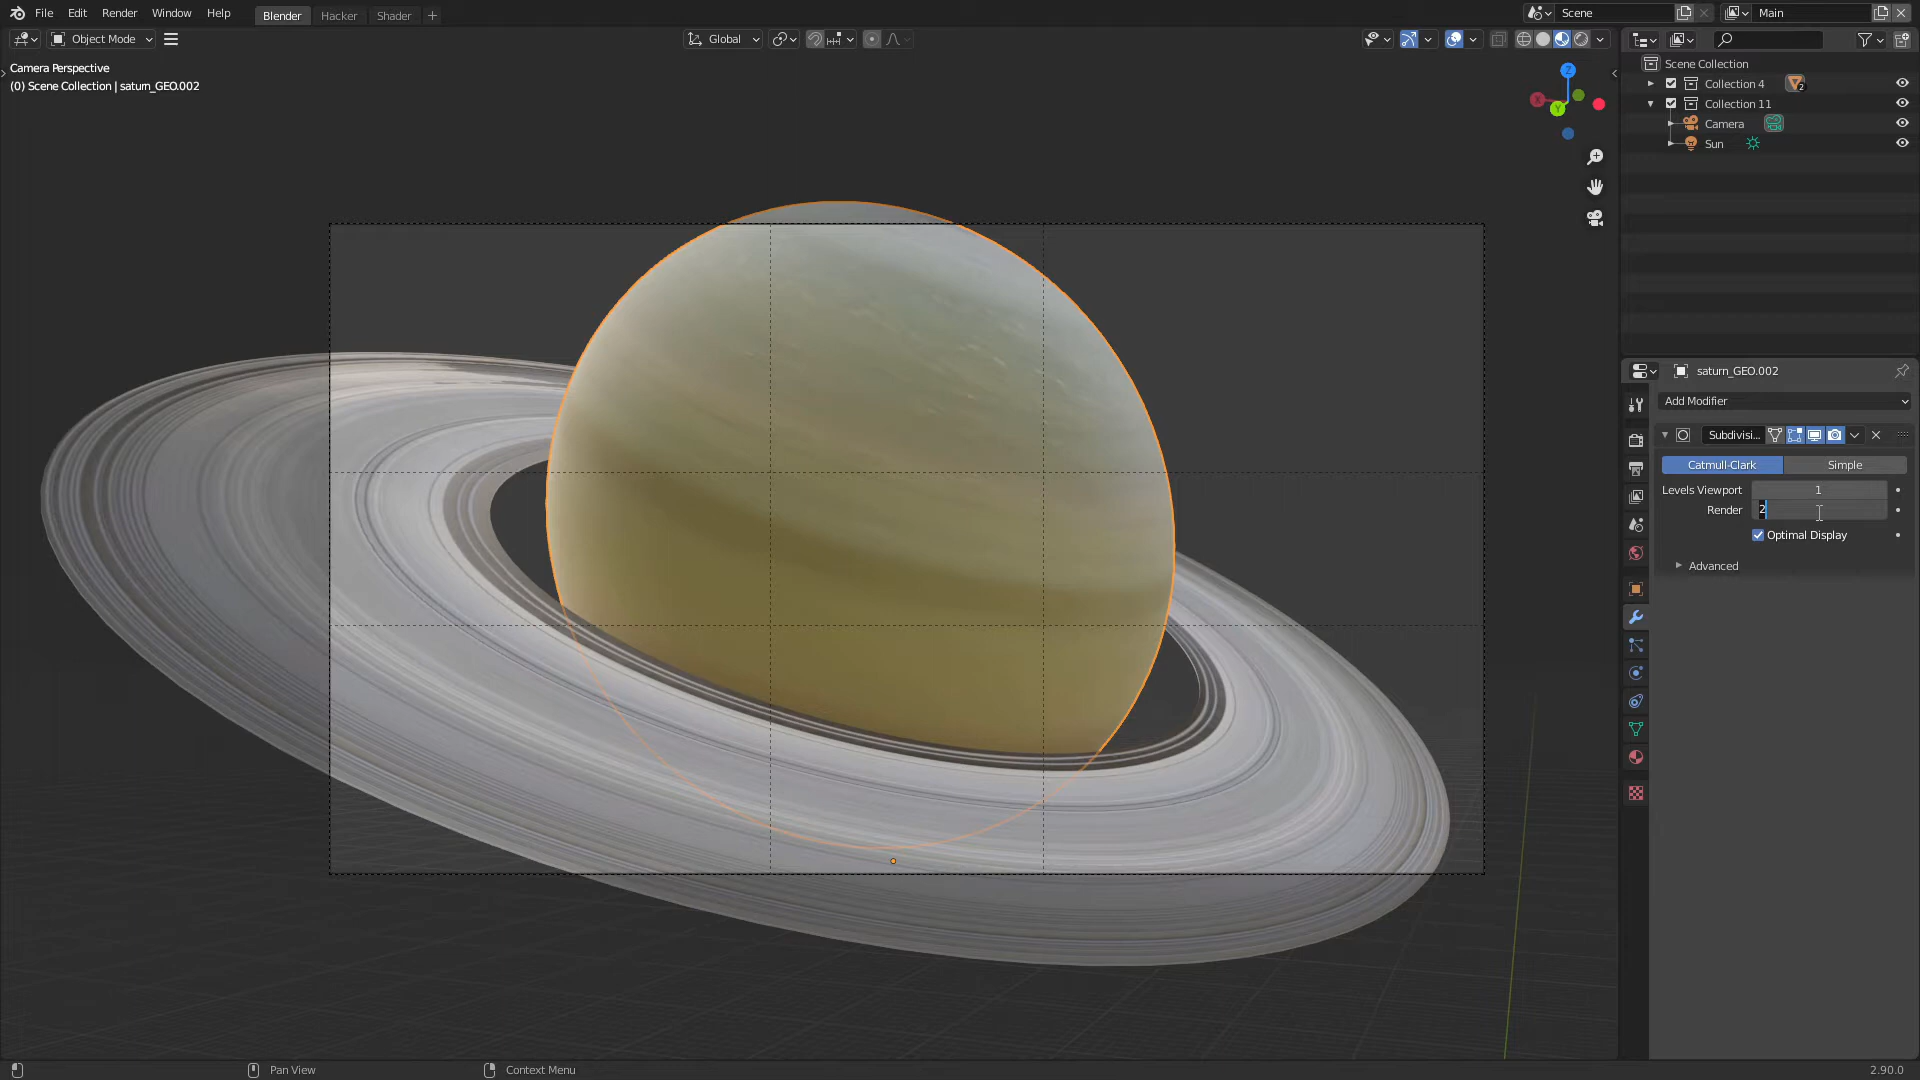 File Edit Render Window Help
Blender Hacker Shader +
Scene
Main
Object Mode
Global
Camera Perspective
(0) Scene Collection | saturn_GEO.002
Z
X
Y
Scene Collection
Collection 4
2
Collection 11
Camera
Sun
saturn_GEO.002
Add Modifier
Subdivisi...
Catmull-Clark Simple
Levels Viewport 1
Render 2
Optimal Display
Advanced
Pan View
Context Menu
2.90.0